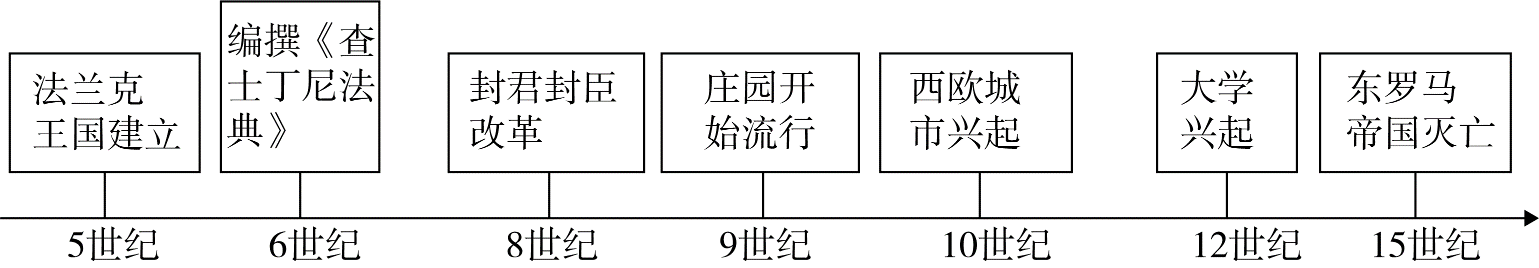 法兰克
王国建立
编撰《查
士丁尼法
典》
封君封臣
改革
庄园开
始流行
西欧城
市兴起
大学
兴起
东罗马
帝国灭亡
5世纪
6世纪
8世纪
9世纪
10世纪
12世纪
15世纪